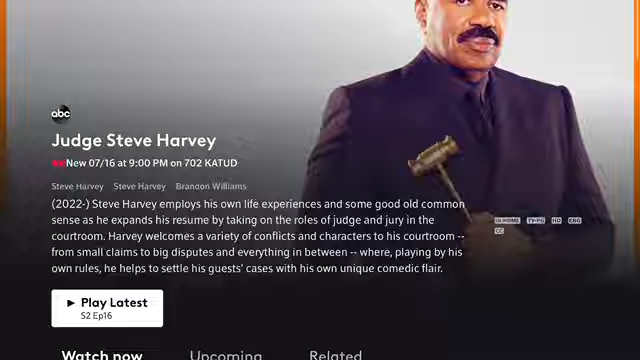 abc
Judge Steve Harvey
New 07/16 at 9:00 PM on 702 KATUD
Steve Harvey Steve Harvey Brandon Williams
(2022-) Steve Harvey employs his own life experiences and some good old common
sense as he expands his resume by taking on the roles of judge and jury in the
courtroom. Harvey welcomes a variety of conflicts and characters to his courtroom --
from small claims to big disputes and everything in between -- where, playing by his
own rules, he helps to settle his guests' cases with his own unique comedic flair.
TV-PG HD ENG
CC
► Play Latest
S2 Ep16
Watch now Upcoming Related